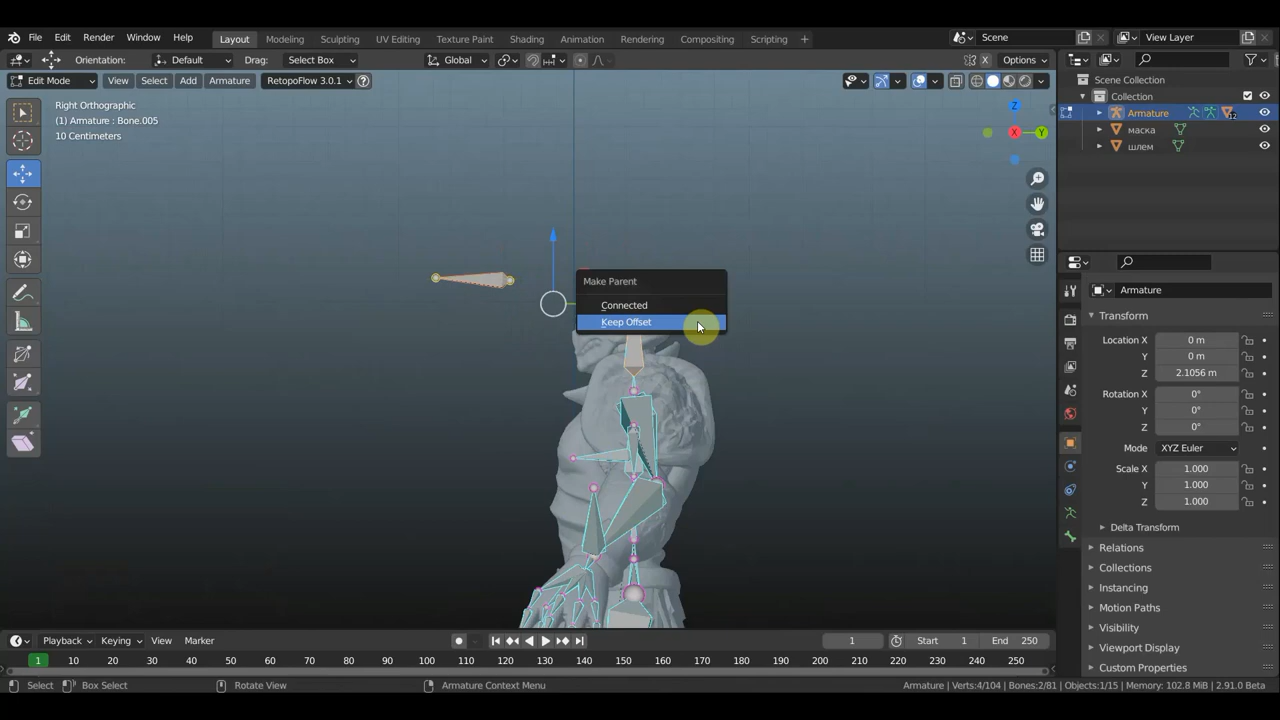 File Edit Render Window Help Layout Modeling Sculpting UV Editing Texture Paint Shading Animation Rendering Compositing Scripting + Scene View Layer
Orientation: Default Drag: Select Box Global Options
Edit Mode View Select Add Armature RetopoFlow 3.0.1 ?
Right Orthographic
(1) Armature : Bone.005
10 Centimeters
Z
X
Y
Make Parent
Connected
Keep Offset
Scene Collection
Collection
Armature 12
маска
шлем
Armature
Transform
Location X 0 m
Y 0 m
Z 2.1056 m
Rotation X 0°
Y 0°
Z 0°
Mode XYZ Euler
Scale X 1.000
Y 1.000
Z 1.000
Delta Transform
Relations
Collections
Instancing
Motion Paths
Visibility
Viewport Display
Custom Properties
Playback Keying View Marker 1 Start 1 End 250
1 10 20 30 40 50 60 70 80 90 100 110 120 130 140 150 160 170 180 190 200 210 220 230 240 250
Select Box Select Rotate View Armature Context Menu Armature | Verts:4/104 | Bones:2/81 | Objects:1/15 | Memory: 102.8 MiB | 2.91.0 Beta